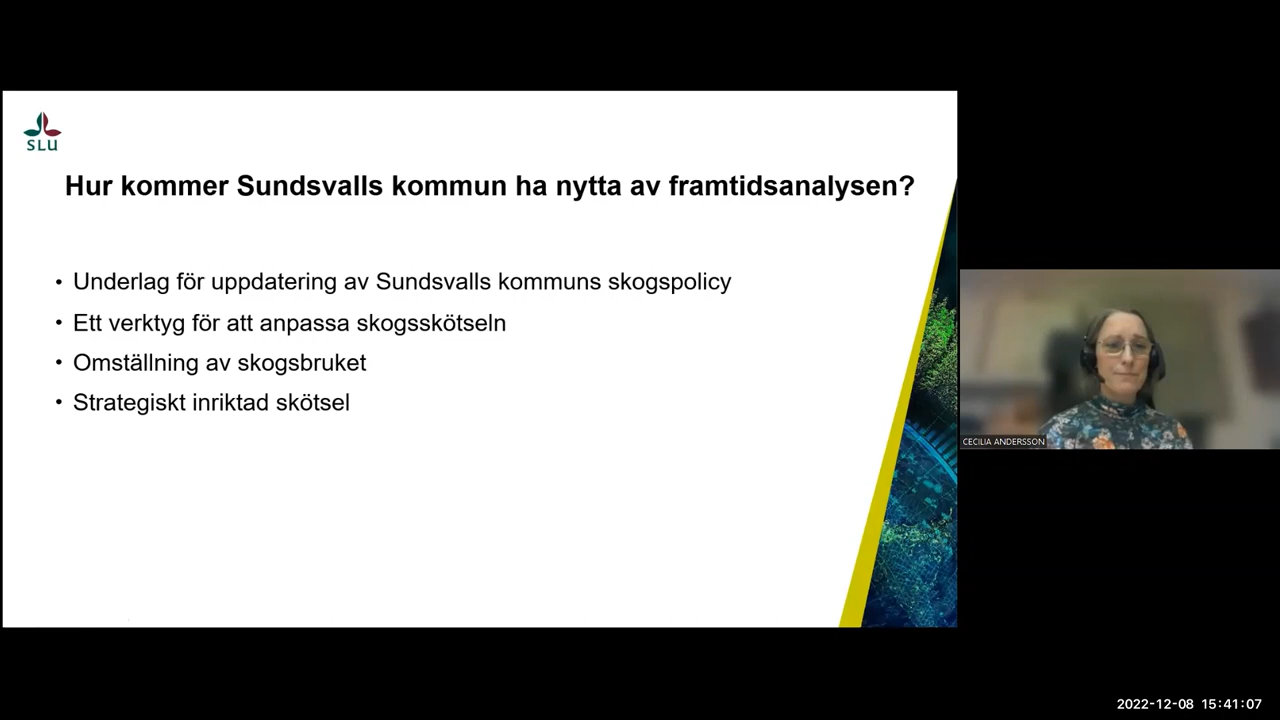 SLU
Hur kommer Sundsvalls kommun ha nytta av framtidsanalysen?
• Underlag för uppdatering av Sundsvalls kommuns skogspolicy
• Ett verktyg för att anpassa skogsskötseln
• Omställning av skogsbruket
• Strategiskt inriktad skötsel
CECILIA ANDERSSON
2022-12-08 15:41:07